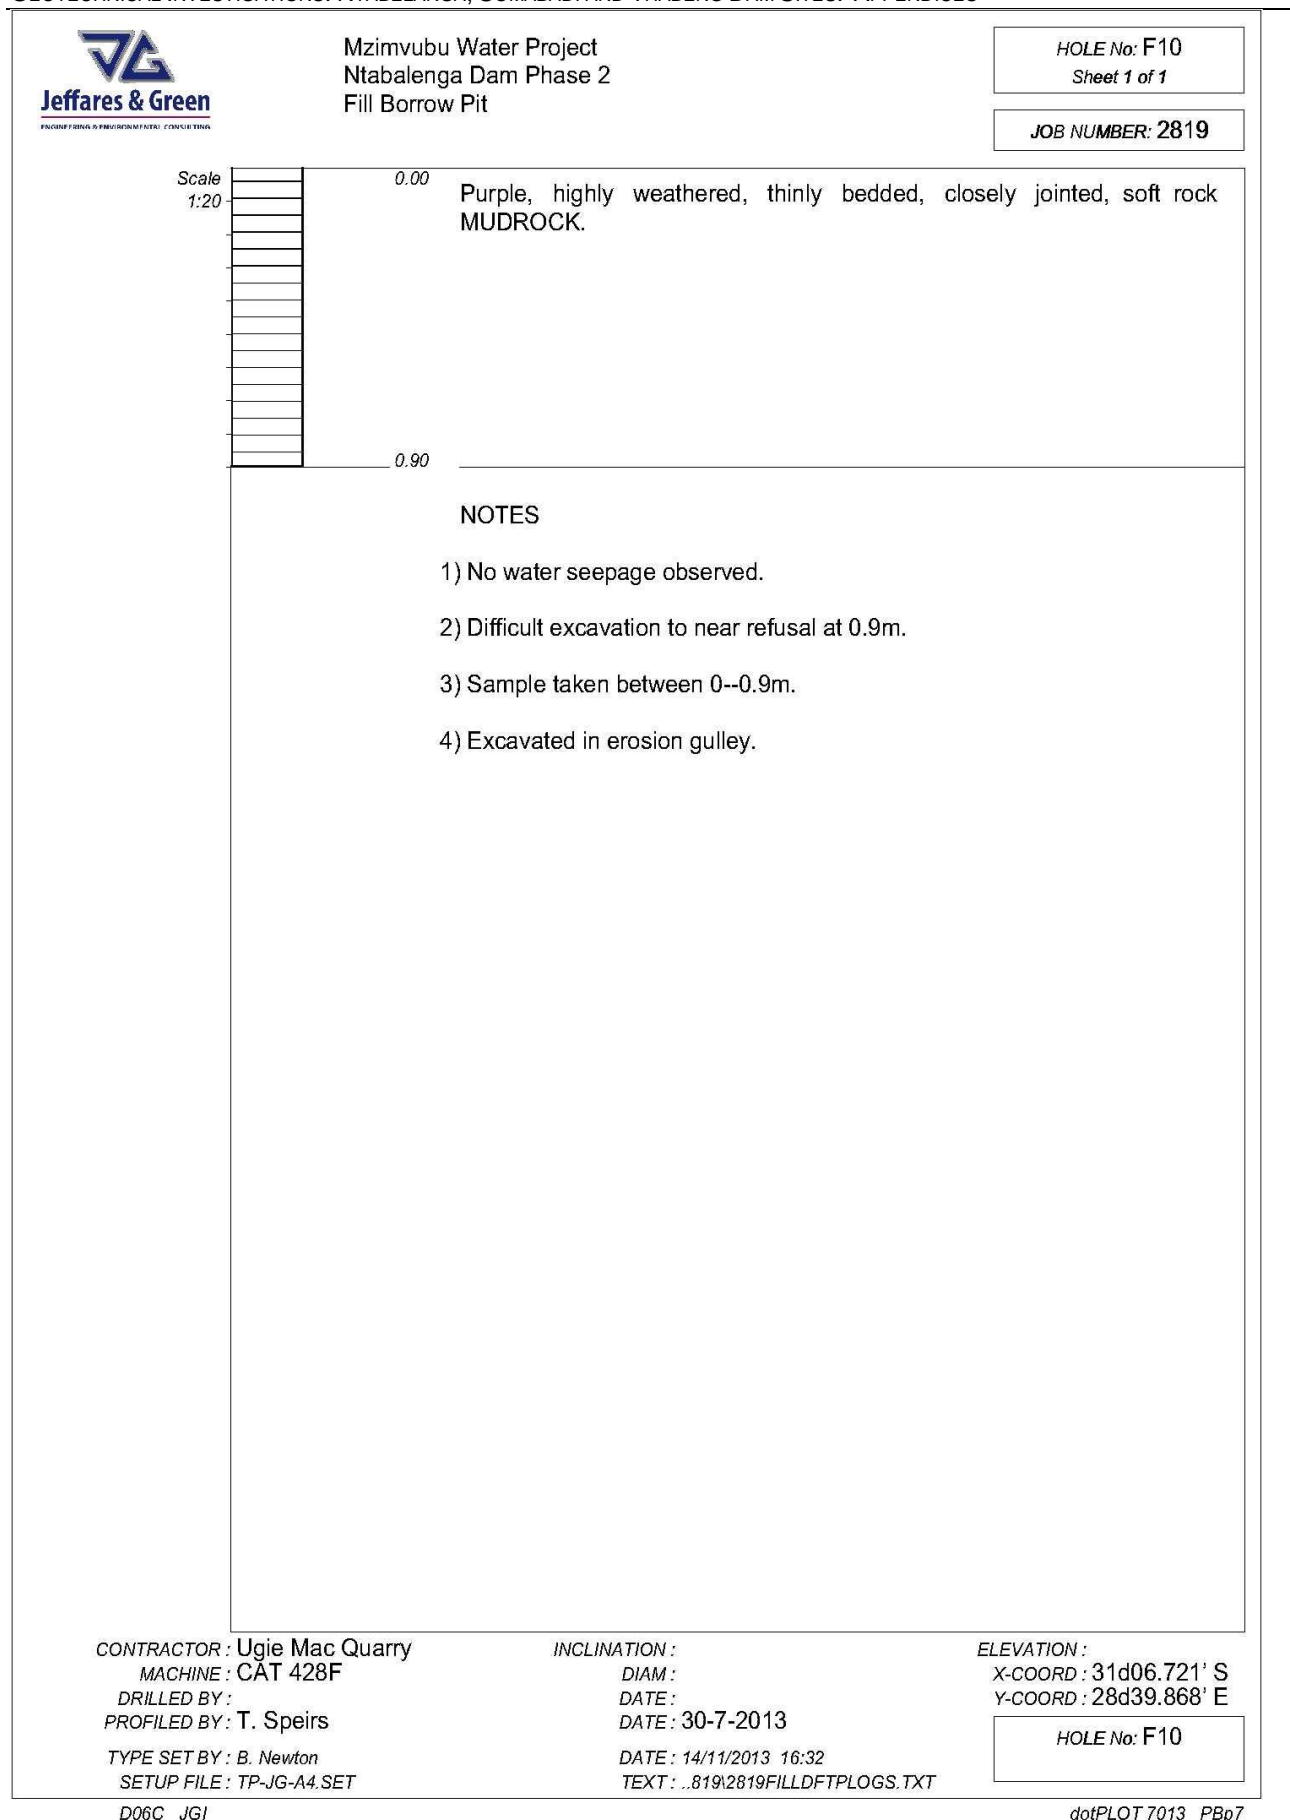 Jeffares & Green
ENGINEERING & ENVIRONMENTAL CONSULTING
Mzimvubu Water Project
Ntabalenga Dam Phase 2
Fill Borrow Pit
HOLE No: F10
Sheet 1 of 1
JOB NUMBER: 2819
Scale
1:20
0.00
Purple, highly weathered, thinly bedded, closely jointed, soft rock
MUDROCK.
0.90
NOTES
1) No water seepage observed.
2) Difficult excavation to near refusal at 0.9m.
3) Sample taken between 0--0.9m.
4) Excavated in erosion gulley.
CONTRACTOR : Ugie Mac Quarry
MACHINE : CAT 428F
DRILLED BY :
PROFILED BY : T. Speirs
TYPE SET BY : B. Newton
SETUP FILE : TP-JG-A4.SET
INCLINATION :
DIAM :
DATE :
DATE : 30-7-2013
DATE : 14/11/2013 16:32
TEXT : ..819\2819FILLDFTPLOGS.TXT
ELEVATION :
X-COORD : 31d06.721' S
Y-COORD : 28d39.868' E
HOLE No: F10
D06C JGI
dotPLOT 7013 PBp7